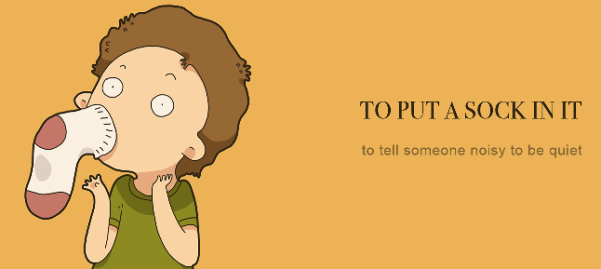 TO PUT A SOCK IN IT
to tell someone noisy to be quiet